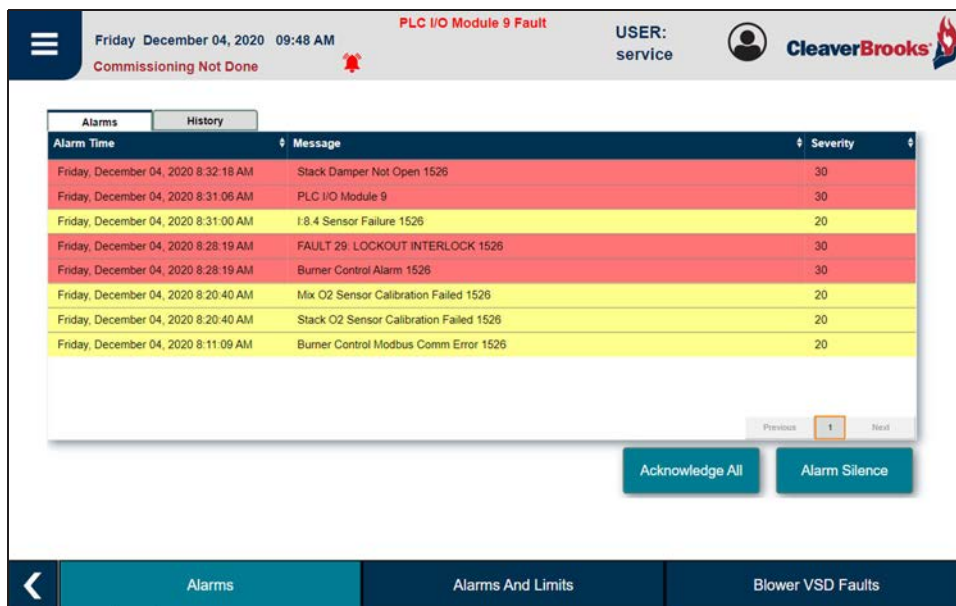 PLC I/O Module 9 Fault
Friday December 04, 2020 09:48 AM
USER:
service
CleaverBrooks
Commissioning Not Done
Alarms History
Alarm Time Message Severity
Friday, December 04, 2020 8:32:18 AM Stack Damper Not Open 1526 30
Friday, December 04, 2020 8:31:06 AM PLC I/O Module 9 30
Friday, December 04, 2020 8:31:00 AM I:8.4 Sensor Failure 1526 20
Friday, December 04, 2020 8:28:19 AM FAULT 29: LOCKOUT INTERLOCK 1526 30
Friday, December 04, 2020 8:28:19 AM Burner Control Alarm 1526 30
Friday, December 04, 2020 8:20:40 AM Mix O2 Sensor Calibration Failed 1526 20
Friday, December 04, 2020 8:20:40 AM Stack O2 Sensor Calibration Failed 1526 20
Friday, December 04, 2020 8:11:09 AM Burner Control Modbus Comm Error 1526 20
Previous 1 Next
Acknowledge All Alarm Silence
Alarms Alarms And Limits Blower VSD Faults